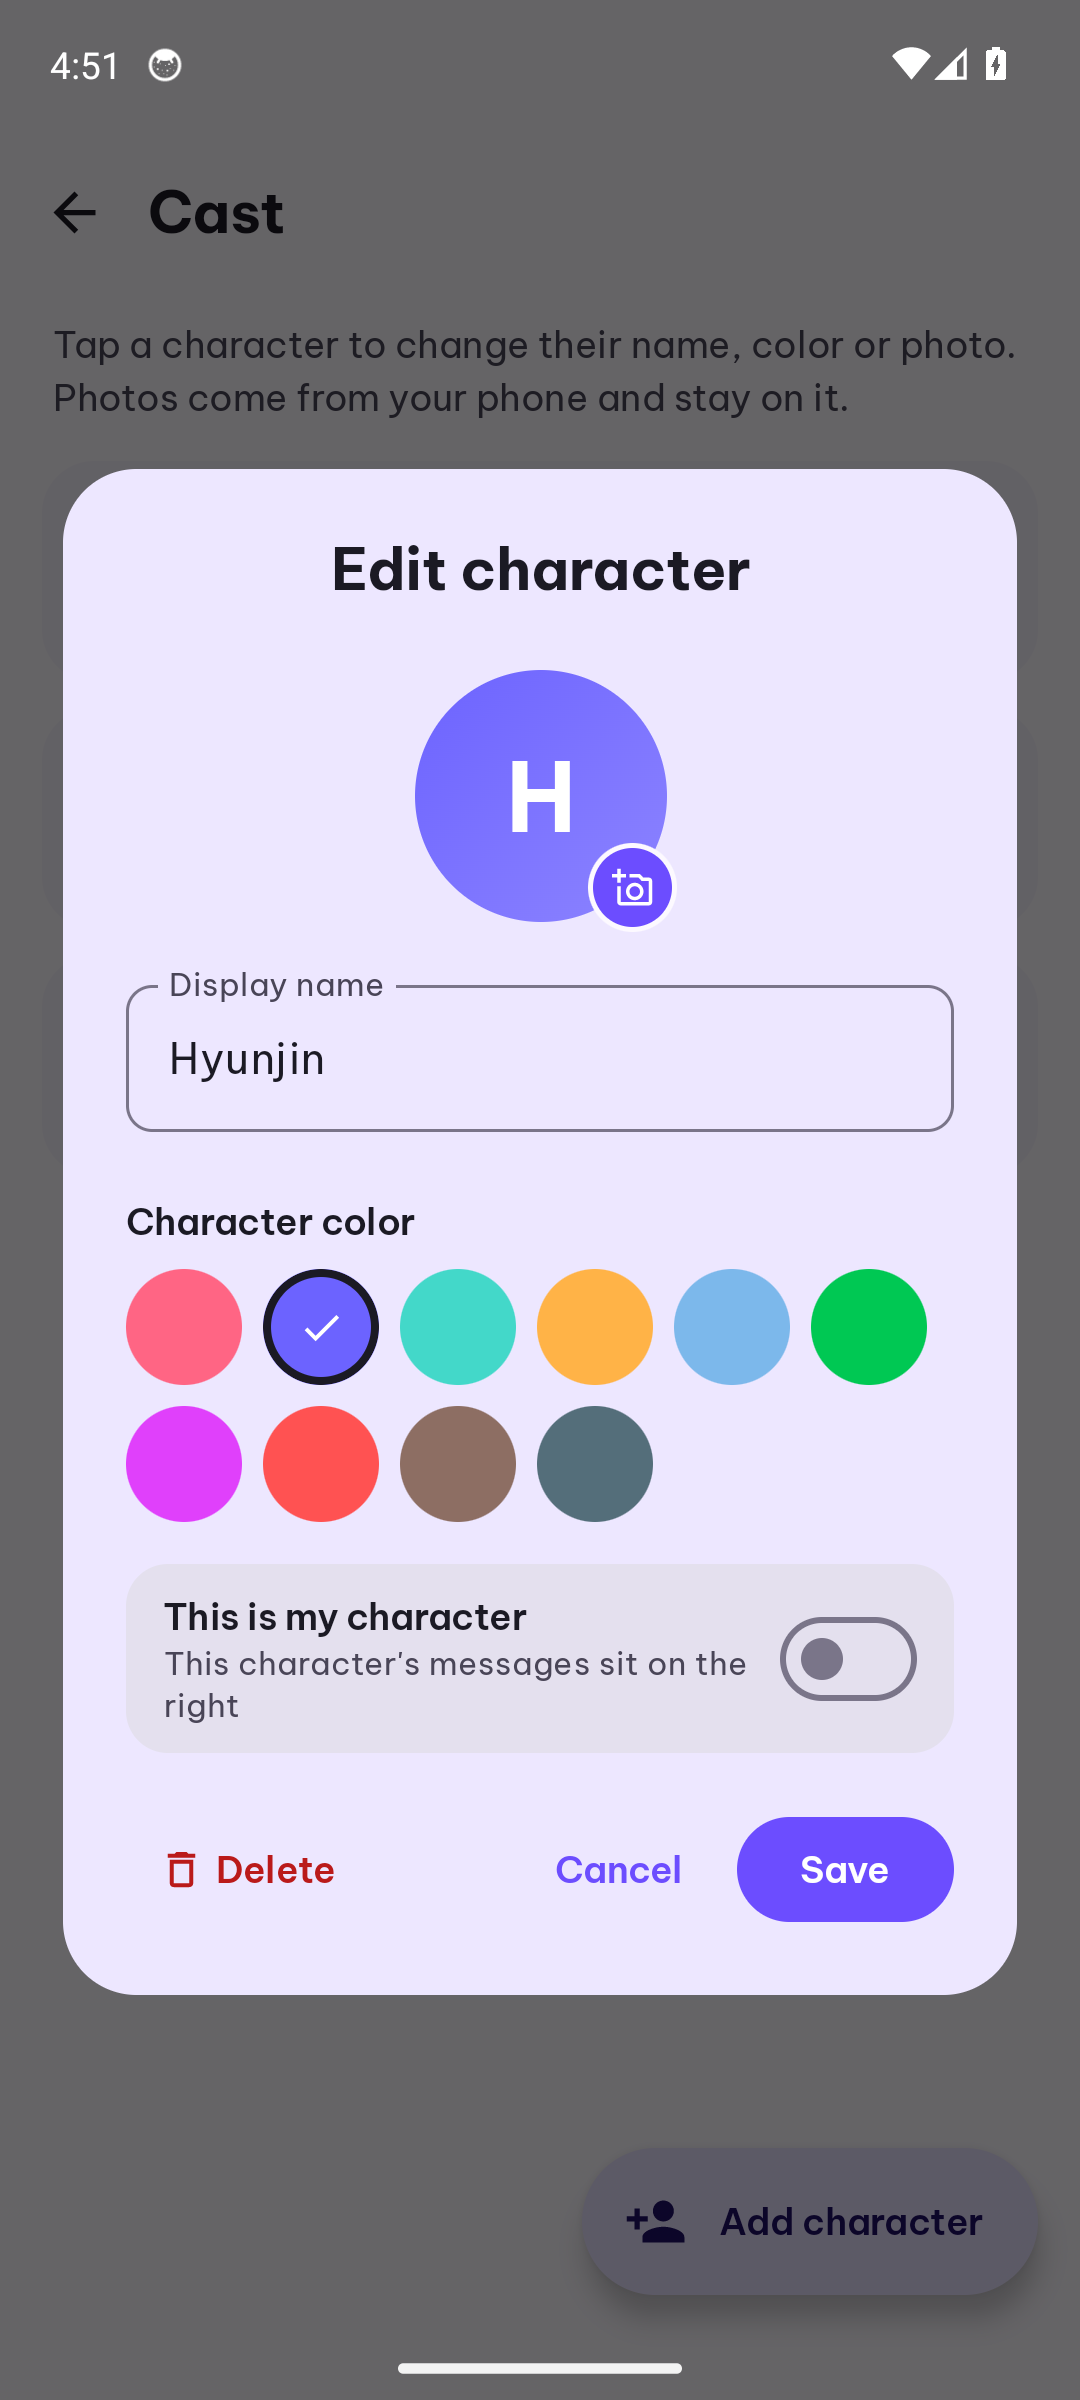 4:51
Cast
Tap a character to change their name, color or photo.
Photos come from your phone and stay on it.
Edit character
H
Display name
Hyunjin
Character color
This is my character
This character's messages sit on the
right
Delete
Cancel
Save
Add character